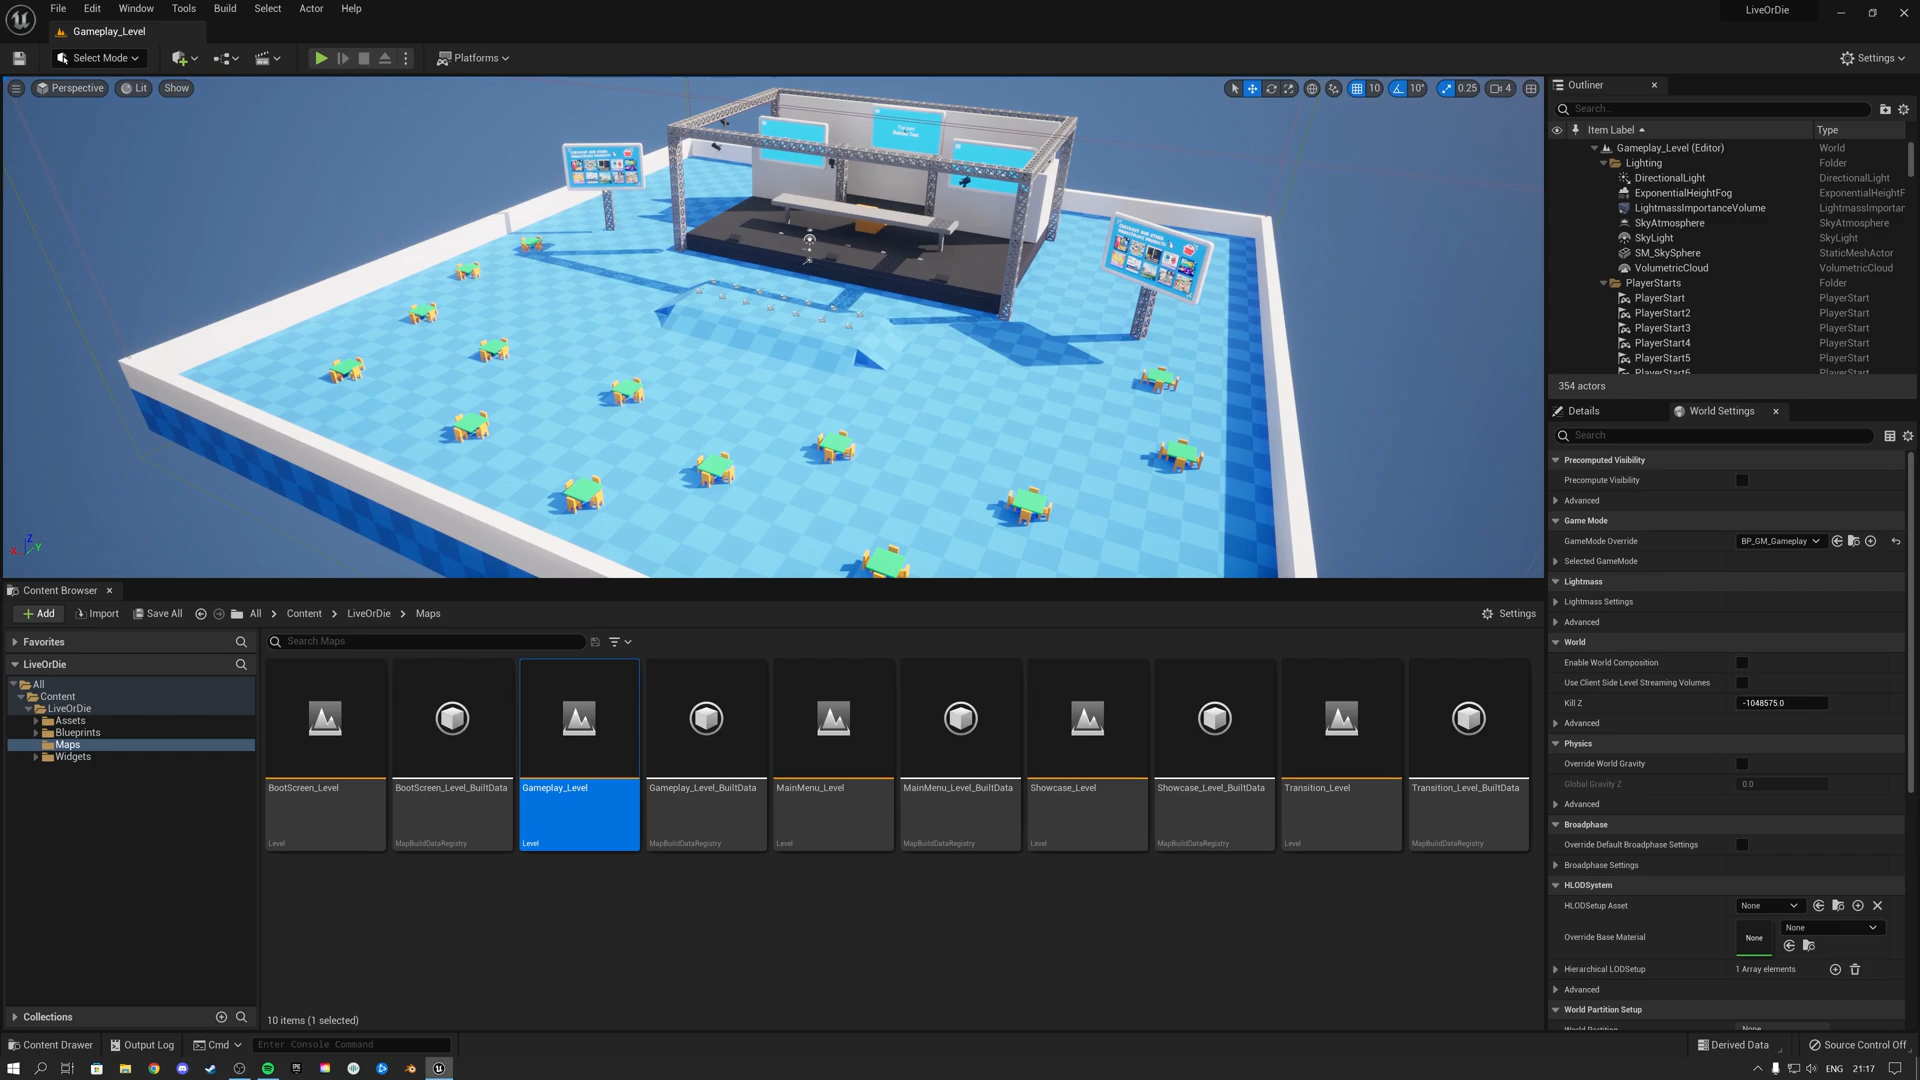 File Edit Window Tools Build Select Actor Help
LiveOrDie
Gameplay_Level
Select Mode
Platforms
Settings
Perspective
Lit
Show
10
10°
0.25
4
Outliner
Search...
Item Label
Type
Gameplay_Level (Editor) World
Lighting Folder
DirectionalLight DirectionalLight
ExponentialHeightFog ExponentialHeightF
LightmassImportanceVolume LightmassImportar
SkyAtmosphere SkyAtmosphere
SkyLight SkyLight
SM_SkySphere StaticMeshActor
VolumetricCloud VolumetricCloud
PlayerStarts Folder
PlayerStart PlayerStart
PlayerStart2 PlayerStart
PlayerStart3 PlayerStart
PlayerStart4 PlayerStart
PlayerStart5 PlayerStart
PlayerStart6 PlayerStart
354 actors
Details
World Settings
Search
Precomputed Visibility
Precompute Visibility
Advanced
Game Mode
GameMode Override BP_GM_Gameplay
Selected GameMode
Lightmass
Lightmass Settings
Advanced
World
Enable World Composition
Use Client Side Level Streaming Volumes
Kill Z -1048575.0
Advanced
Physics
Override World Gravity
Global Gravity Z 0.0
Advanced
Broadphase
Override Default Broadphase Settings
Broadphase Settings
HLODSystem
HLODSetup Asset None
Override Base Material None None
Hierarchical LODSetup 1 Array elements
Advanced
World Partition Setup
World Partition None
Content Browser
Add
Import
Save All
All
Content
LiveOrDie
Maps
Settings
Favorites
Search Maps
LiveOrDie
All
Content
LiveOrDie
Assets
Blueprints
Maps
Widgets
BootScreen_Level
Level
BootScreen_Level_BuiltData
MapBuildDataRegistry
Gameplay_Level
Level
Gameplay_Level_BuiltData
MapBuildDataRegistry
MainMenu_Level
Level
MainMenu_Level_BuiltData
MapBuildDataRegistry
Showcase_Level
Level
Showcase_Level_BuiltData
MapBuildDataRegistry
Transition_Level
Level
Transition_Level_BuiltData
MapBuildDataRegistry
Collections
10 items (1 selected)
Content Drawer
Output Log
Cmd
Enter Console Command
Derived Data
Source Control Off
ENG
21:17
X
Y
Z